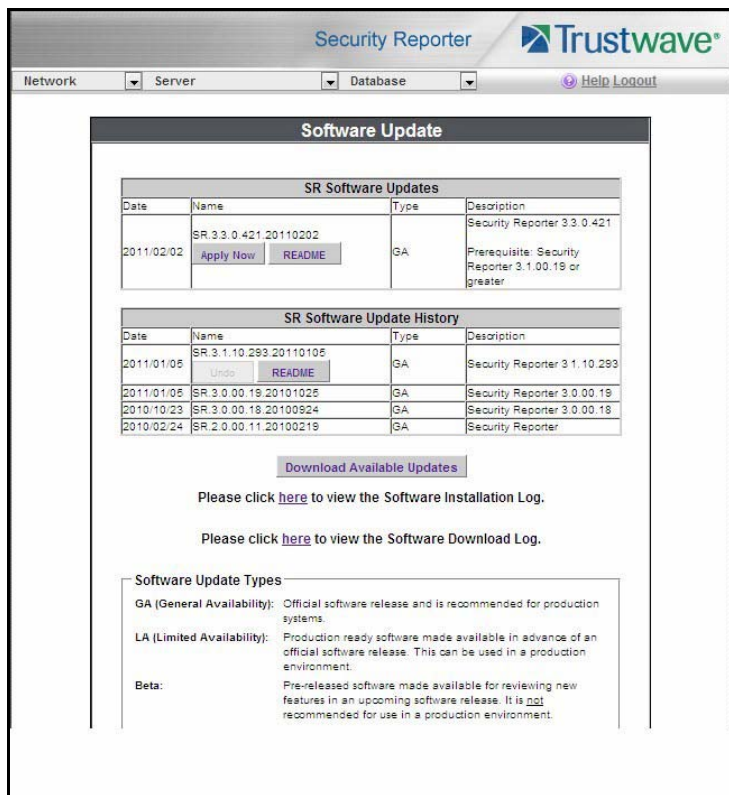 Security Reporter
Trustwave®
Network Server Database Help Logout
Software Update
SR Software Updates
Date Name Type Description
2011/02/02 SR.3.3.0.421.20110202 GA Security Reporter 3.3.0.421
Apply Now README
Prerequisite: Security
Reporter 3.1.00.19 or
greater
SR Software Update History
Date Name Type Description
2011/01/05 SR.3.1.10.293.20110105 GA Security Reporter 3.1.10.293
Undo README
2011/01/05 SR.3.0.00.19.20101025 GA Security Reporter 3.0.00.19
2010/10/23 SR.3.0.00.18.20100924 GA Security Reporter 3.0.00.18
2010/02/24 SR.2.0.00.11.20100219 GA Security Reporter
Download Available Updates
Please click here to view the Software Installation Log.
Please click here to view the Software Download Log.
Software Update Types
GA (General Availability): Official software release and is recommended for production
systems.
LA (Limited Availability): Production ready software made available in advance of an
official software release. This can be used in a production
environment.
Beta: Pre-released software made available for reviewing new
features in an upcoming software release. It is not
recommended for use in a production environment.